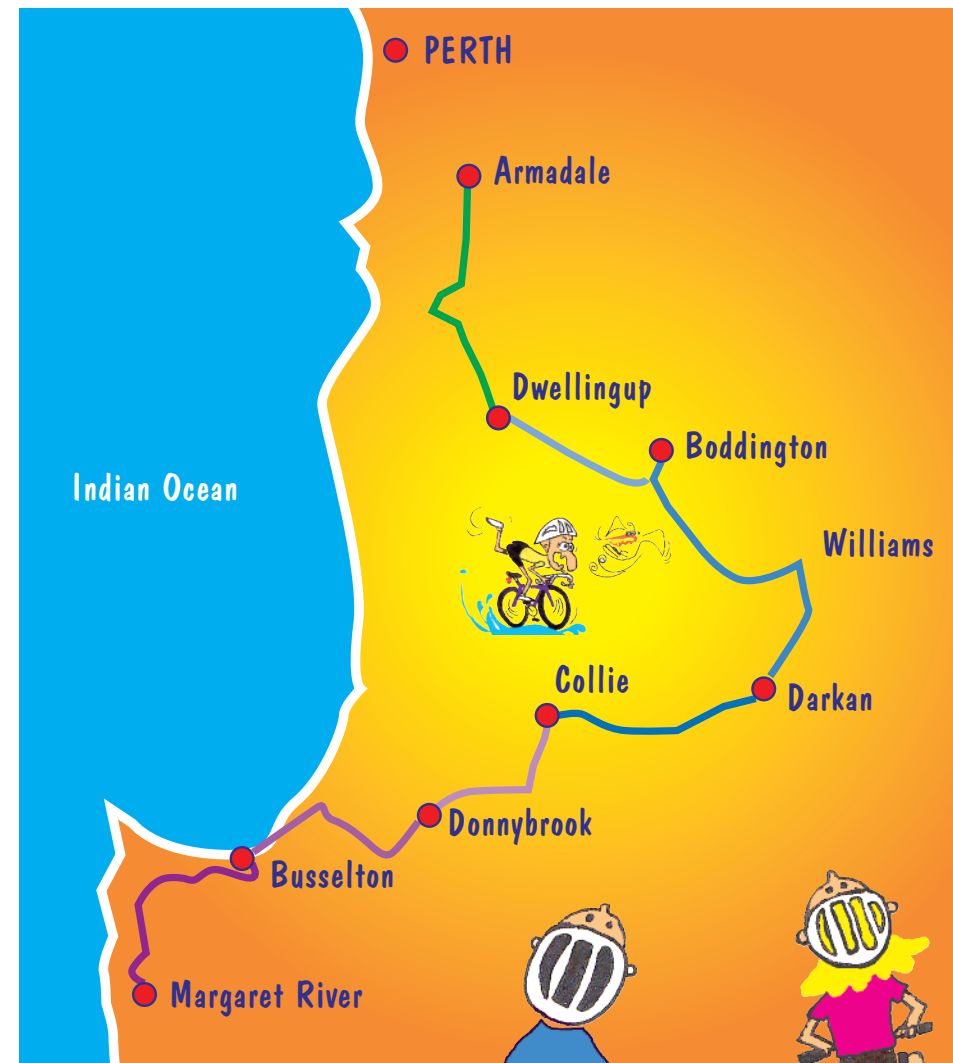 PERTH
Armadale
Dwellingup
Boddington
Indian Ocean
Williams
Collie
Darkan
Donnybrook
Busselton
Margaret River